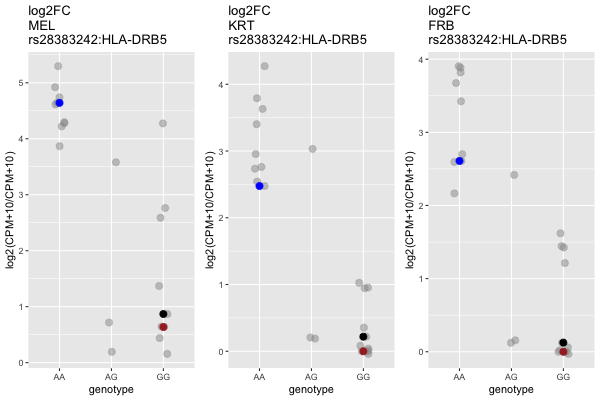 log2FC
MEL
rs28383242:HLA-DRB5
log2(CPM+10/CPM+10)
5
4
3
2
1
0
AA
AG
GG
genotype
log2FC
KRT
rs28383242:HLA-DRB5
log2(CPM+10/CPM+10)
4
3
2
1
0
AA
AG
GG
genotype
log2FC
FRB
rs28383242:HLA-DRB5
log2(CPM+10/CPM+10)
4
3
2
1
0
AA
AG
GG
genotype